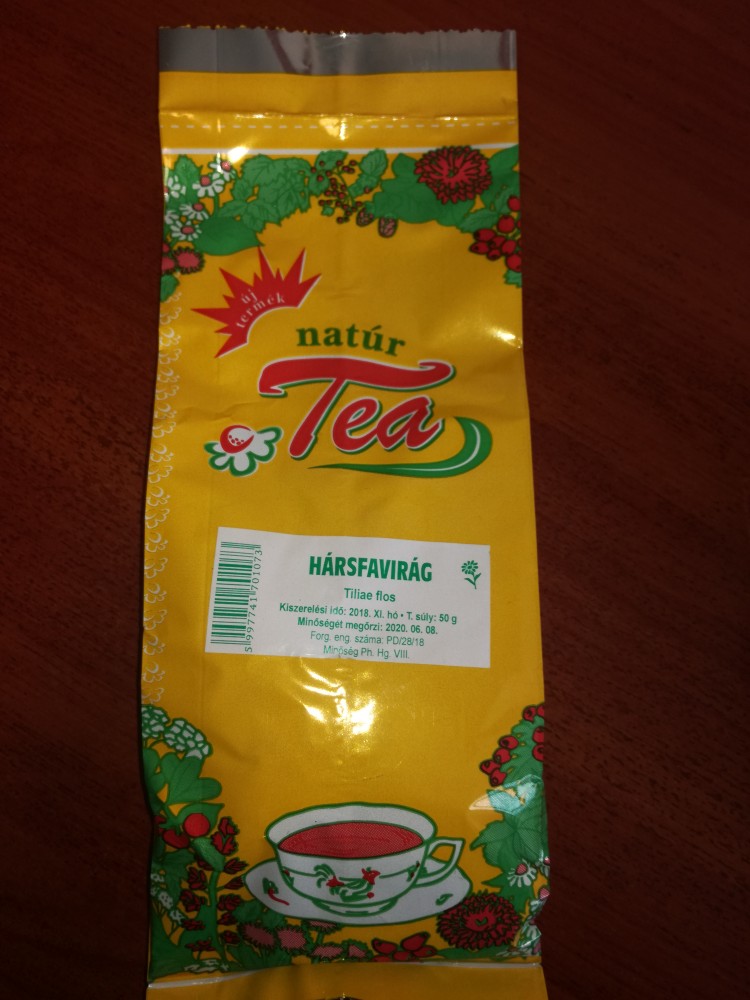 új
termék
natúr
Tea
HÁRSFAVIRÁG
Tiliae flos
Kiszerelési idő: 2018. XI. hó • T. súly: 50 g
Minőségét megőrzi: 2020. 06. 08.
Forg. eng. száma: PD/28/18
Minőség Ph. Hg. VIII.
5997741701073